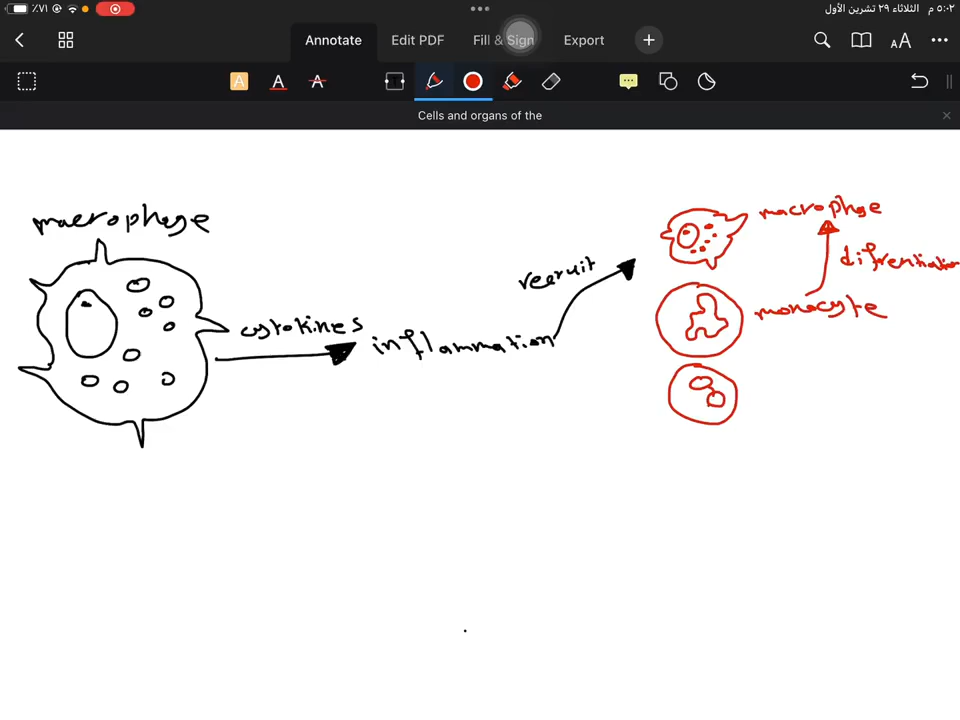 ٪٧١ ٥:٠٢ م الثلاثاء ٢٩ تشرين الأول
Annotate Edit PDF Fill & Sign Export
Cells and organs of the
macrophage
cytokines
inflammation
recruit
macrophage
difrentiation
monocyte